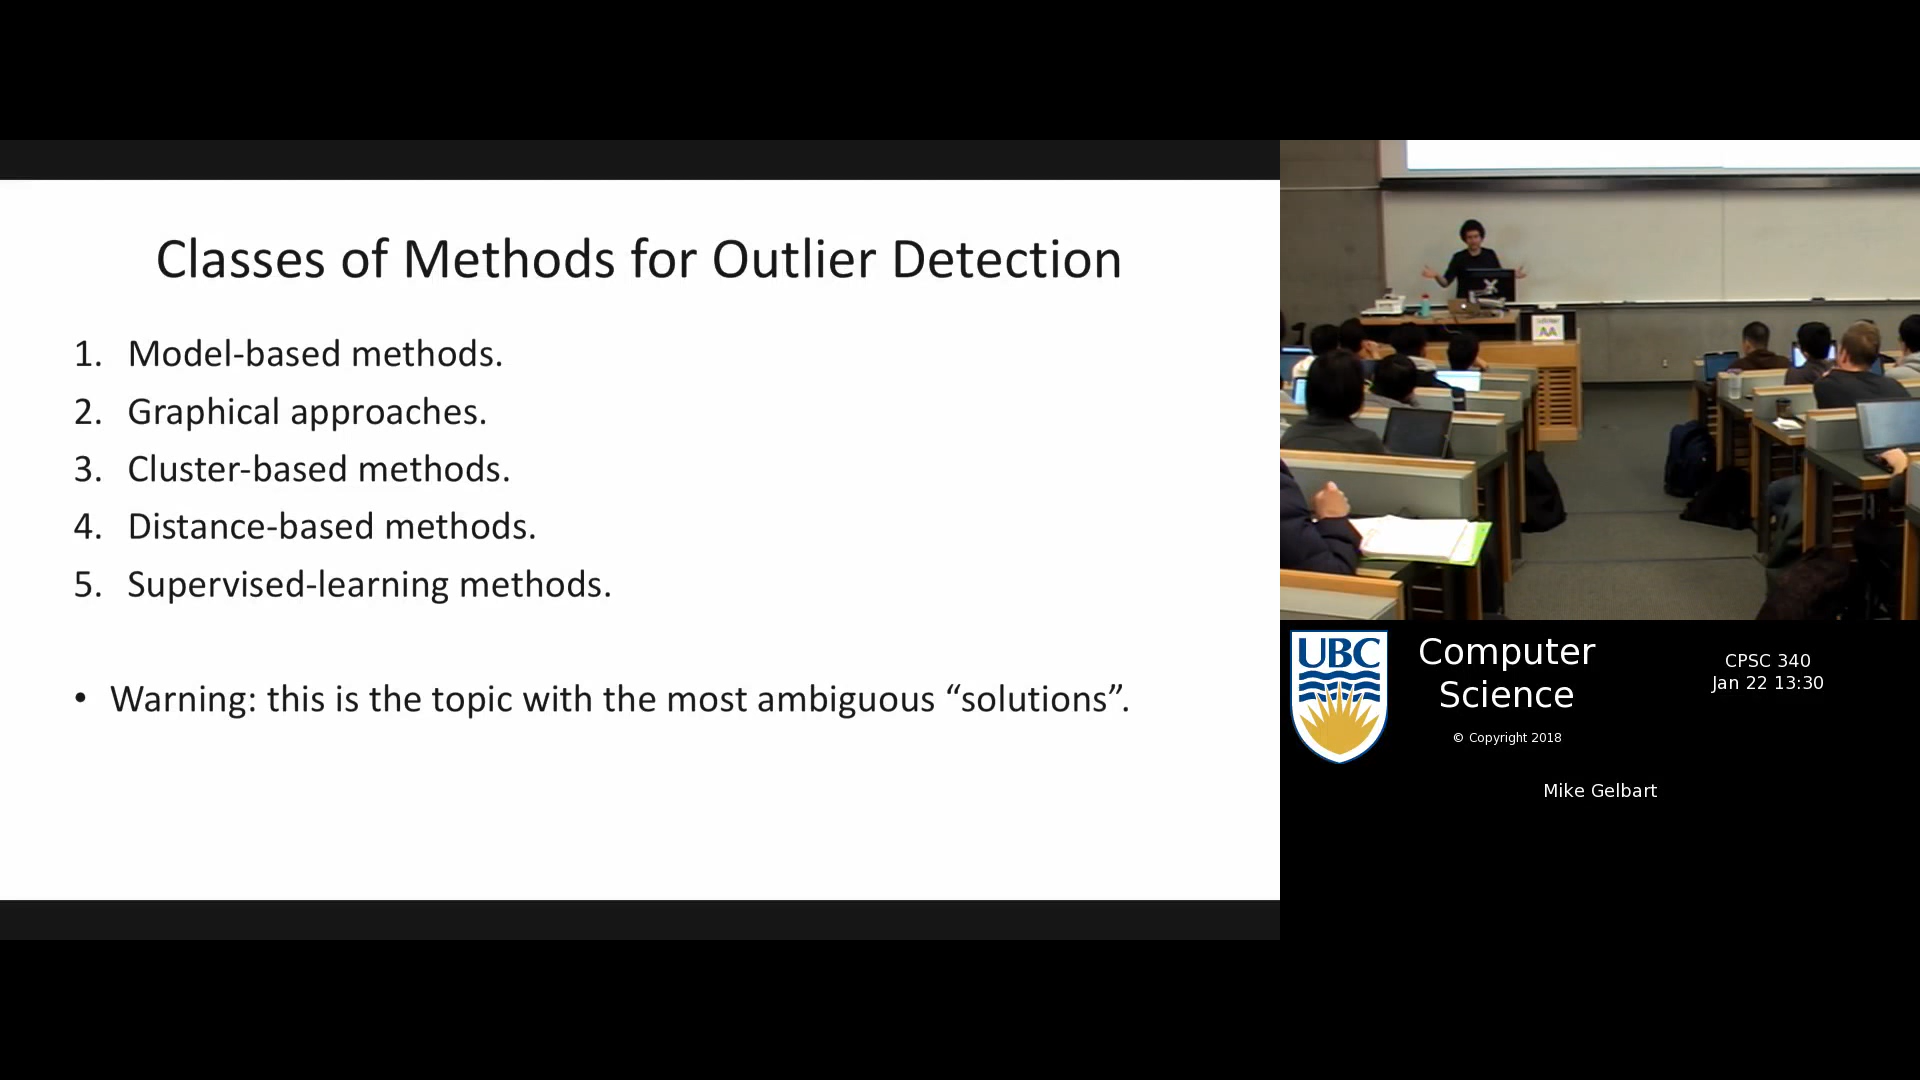 Classes of Methods for Outlier Detection
1. Model-based methods.
2. Graphical approaches.
3. Cluster-based methods.
4. Distance-based methods.
5. Supervised-learning methods.
• Warning: this is the topic with the most ambiguous “solutions”.
AA
UBC
Computer
Science
© Copyright 2018
CPSC 340
Jan 22 13:30
Mike Gelbart